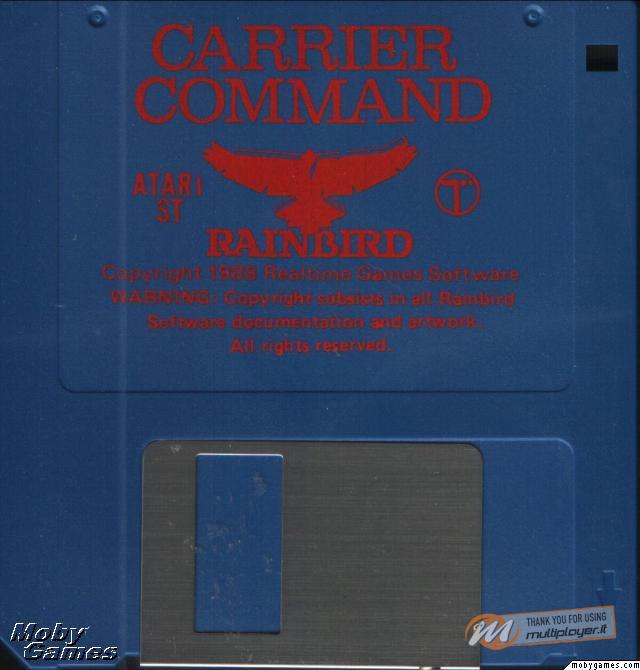 CARRIER
COMMAND
ATARI
ST
RAINBIRD
Copyright 1988 Realtime Games Software
WARNING: Copyright subsists in all Rainbird
Software documentation and artwork.
All rights reserved.
Moby
Games
THANK YOU FOR USING
multiplayer.it
mobygames.com